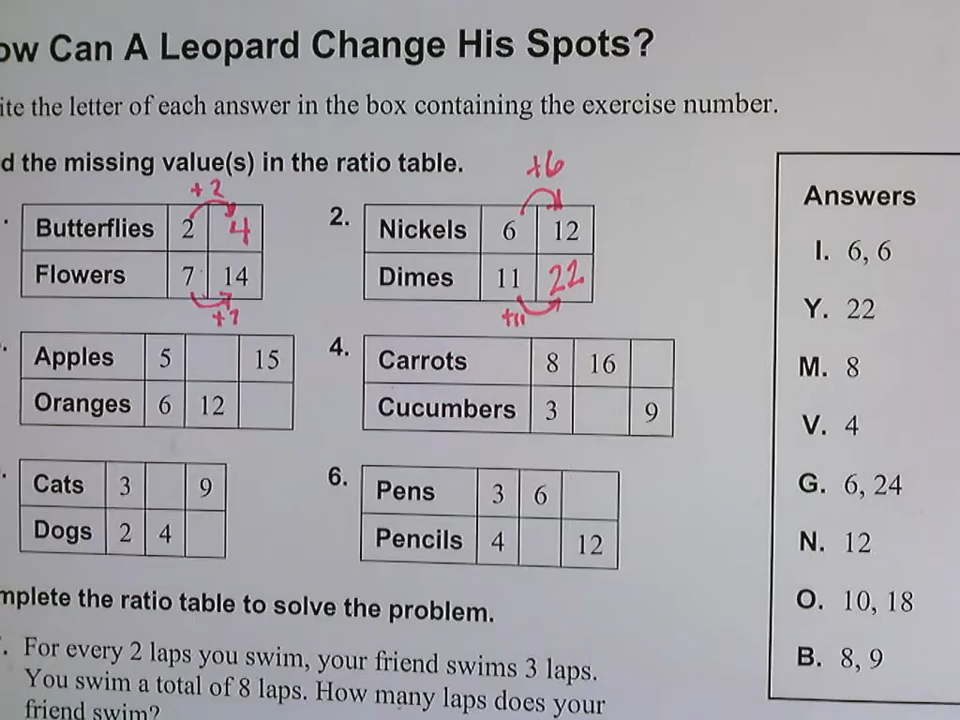 ow Can A Leopard Change His Spots?
ite the letter of each answer in the box containing the exercise number.
d the missing value(s) in the ratio table.
+6
+2
. Butterflies 2 4
Flowers 7 14
+7
2. Nickels 6 12
Dimes 11 22
+11
. Apples 5 15
Oranges 6 12
4. Carrots 8 16
Cucumbers 3 9
. Cats 3 9
Dogs 2 4
6. Pens 3 6
Pencils 4 12
mplete the ratio table to solve the problem.
. For every 2 laps you swim, your friend swims 3 laps.
You swim a total of 8 laps. How many laps does your
friend swim?
Answers
I. 6, 6
Y. 22
M. 8
V. 4
G. 6, 24
N. 12
O. 10, 18
B. 8, 9